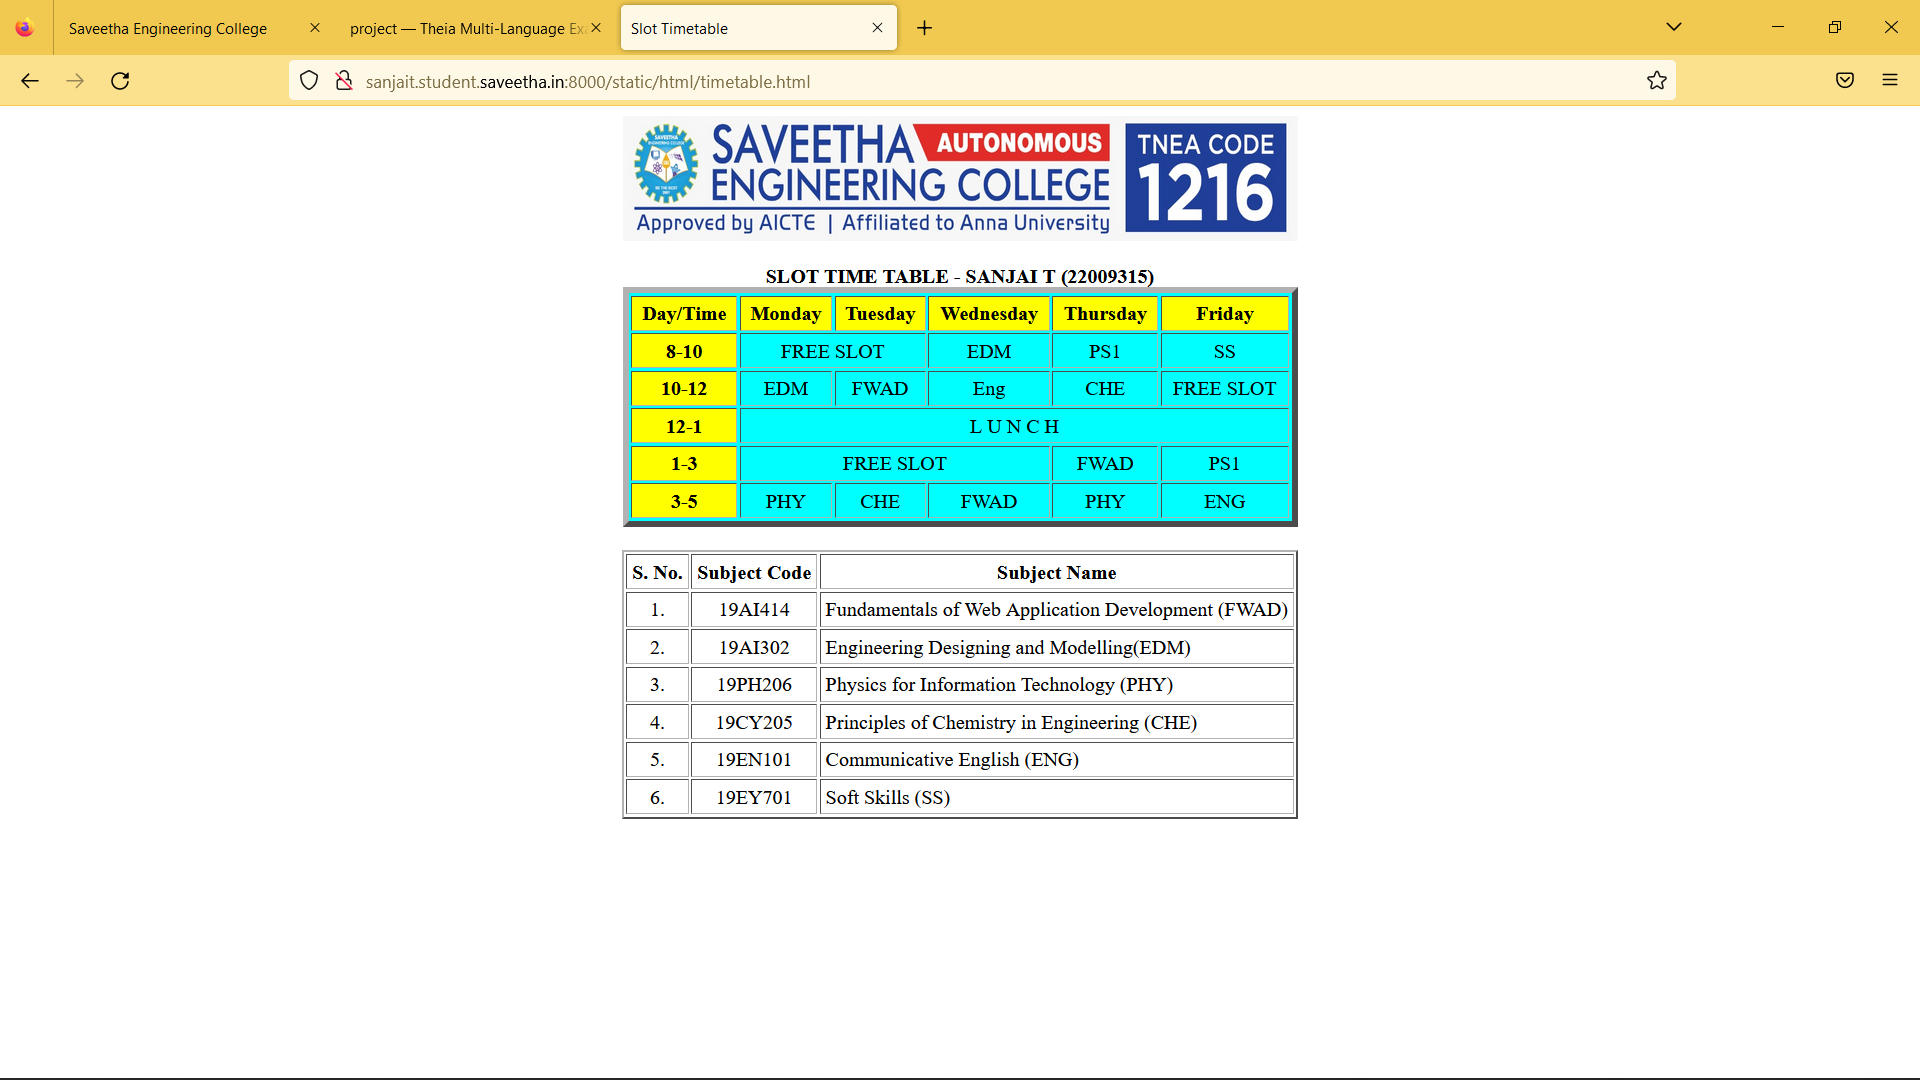 Saveetha Engineering College
project — Theia Multi-Language Exa
Slot Timetable
sanjait.student.saveetha.in:8000/static/html/timetable.html
SAVEETHA AUTONOMOUS
ENGINEERING COLLEGE
Approved by AICTE | Affiliated to Anna University
TNEA CODE
1216
SLOT TIME TABLE - SANJAI T (22009315)
Day/Time Monday Tuesday Wednesday Thursday Friday
8-10 FREE SLOT EDM PS1 SS
10-12 EDM FWAD Eng CHE FREE SLOT
12-1 L U N C H
1-3 FREE SLOT FWAD PS1
3-5 PHY CHE FWAD PHY ENG
S. No. Subject Code Subject Name
1. 19AI414 Fundamentals of Web Application Development (FWAD)
2. 19AI302 Engineering Designing and Modelling(EDM)
3. 19PH206 Physics for Information Technology (PHY)
4. 19CY205 Principles of Chemistry in Engineering (CHE)
5. 19EN101 Communicative English (ENG)
6. 19EY701 Soft Skills (SS)